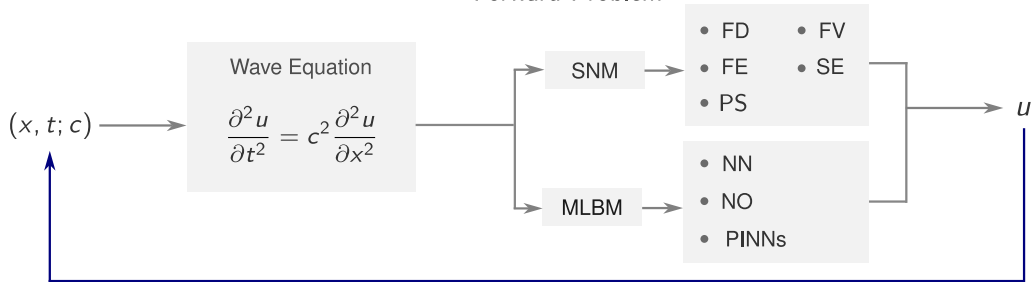 Forward Problem
(x, t; c)
Wave Equation
∂²u/∂t² = c² ∂²u/∂x²
SNM
• FD • FV
• FE • SE
• PS
MLBM
• NN
• NO
• PINNs
u